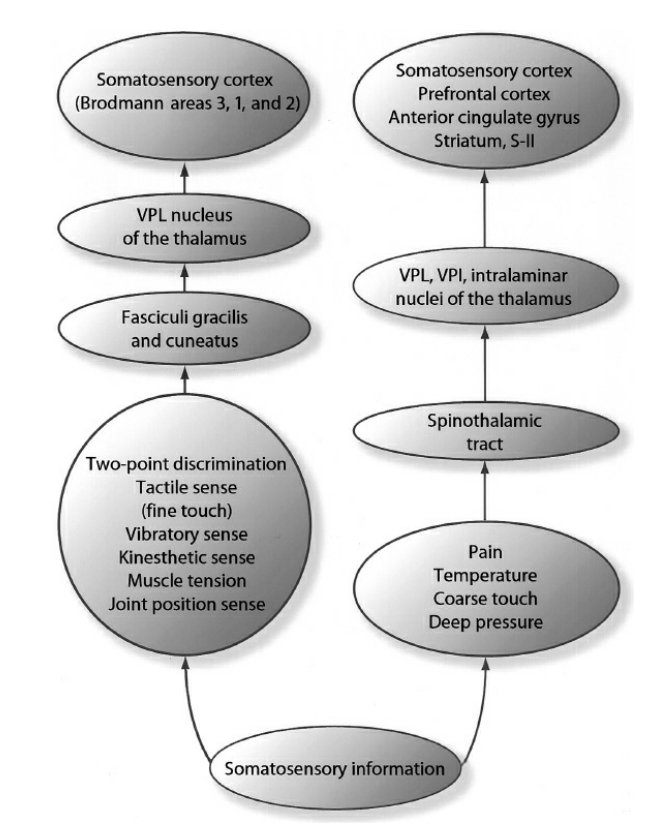 Somatosensory cortex
(Brodmann areas 3, 1, and 2)
VPL nucleus
of the thalamus
Fasciculi gracilis
and cuneatus
Two-point discrimination
Tactile sense
(fine touch)
Vibratory sense
Kinesthetic sense
Muscle tension
Joint position sense
Somatosensory cortex
Prefrontal cortex
Anterior cingulate gyrus
Striatum, S-II
VPL, VPI, intralaminar
nuclei of the thalamus
Spinothalamic
tract
Pain
Temperature
Coarse touch
Deep pressure
Somatosensory information